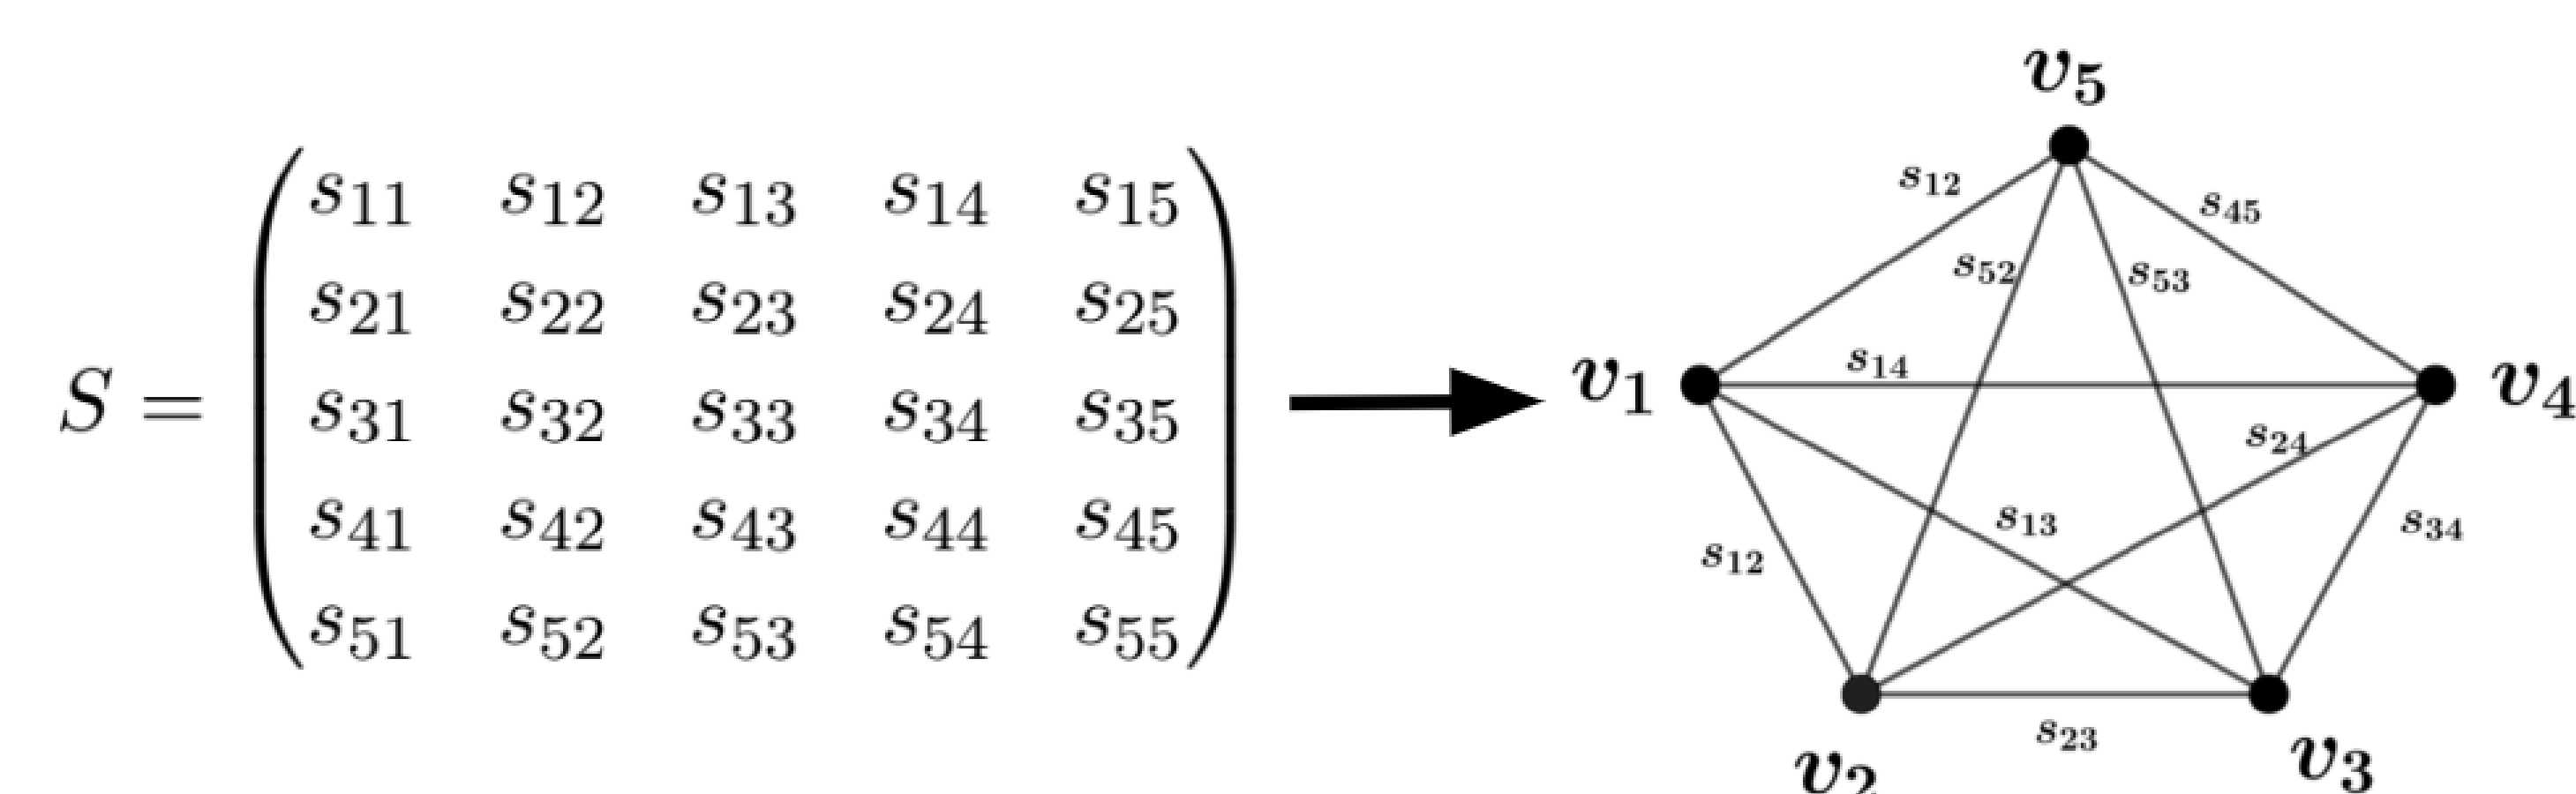 S =
s11 s12 s13 s14 s15
s21 s22 s23 s24 s25
s31 s32 s33 s34 s35
s41 s42 s43 s44 s45
s51 s52 s53 s54 s55
v5
s12
s45
s52
s53
v1
s14
v4
s24
s13
s12
s34
s23
v2
v3